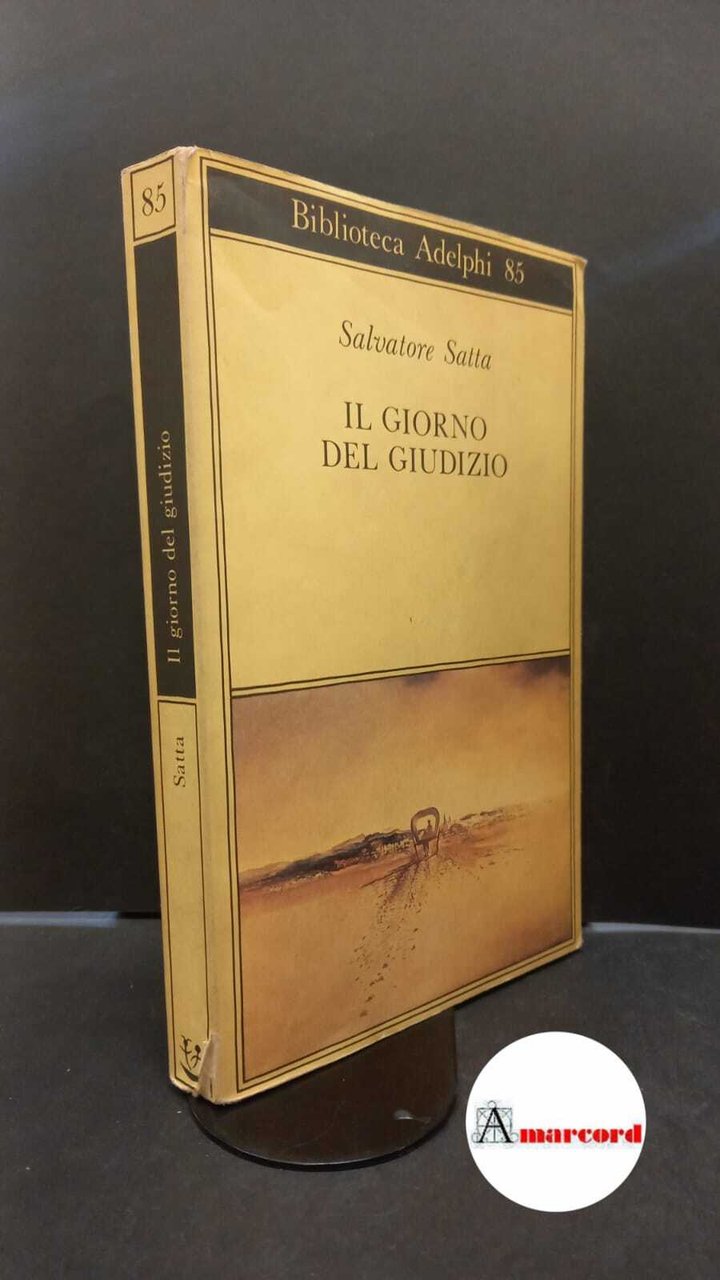 85
Il giorno del giudizio
Satta
Biblioteca Adelphi 85
Salvatore Satta
IL GIORNO
DEL GIUDIZIO
Amarcord